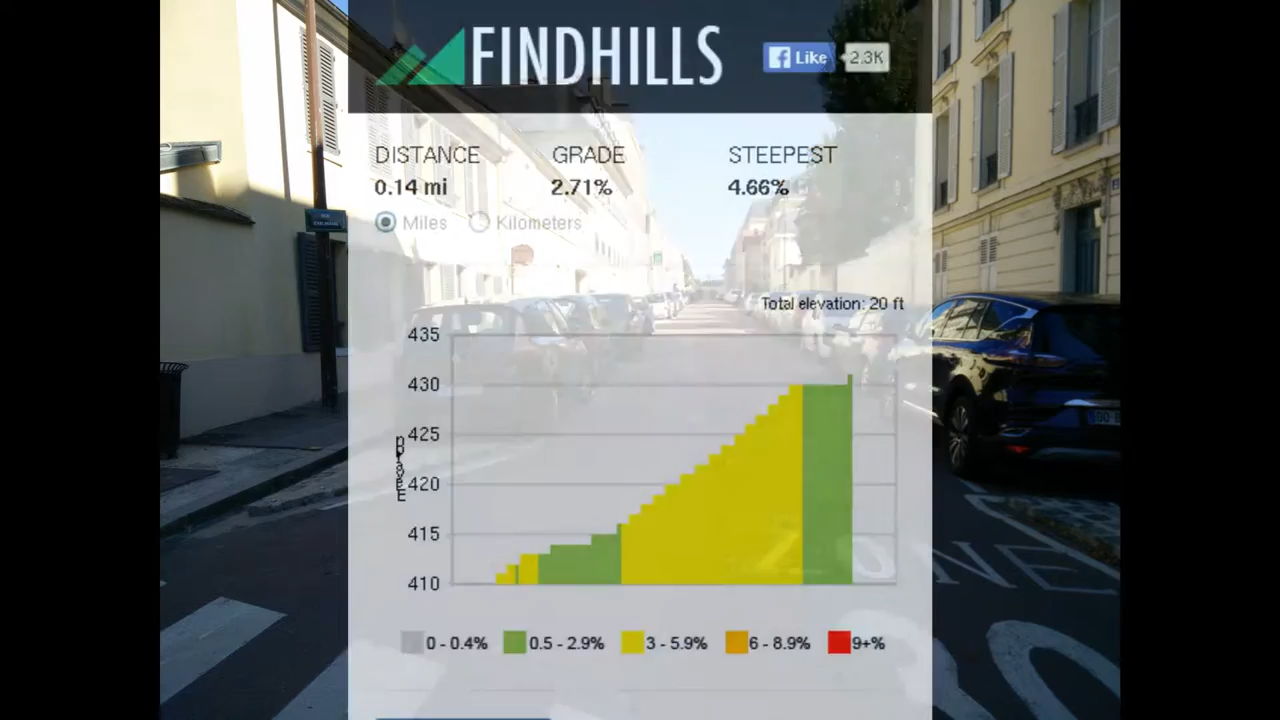 FINDHILLS
Like 2.3K
DISTANCE GRADE STEEPEST
0.14 mi 2.71% 4.66%
Miles Kilometers
Total elevation: 20 ft
435
430
425
420
415
410
0 - 0.4% 0.5 - 2.9% 3 - 5.9% 6 - 8.9% 9+%
RUE
ONE